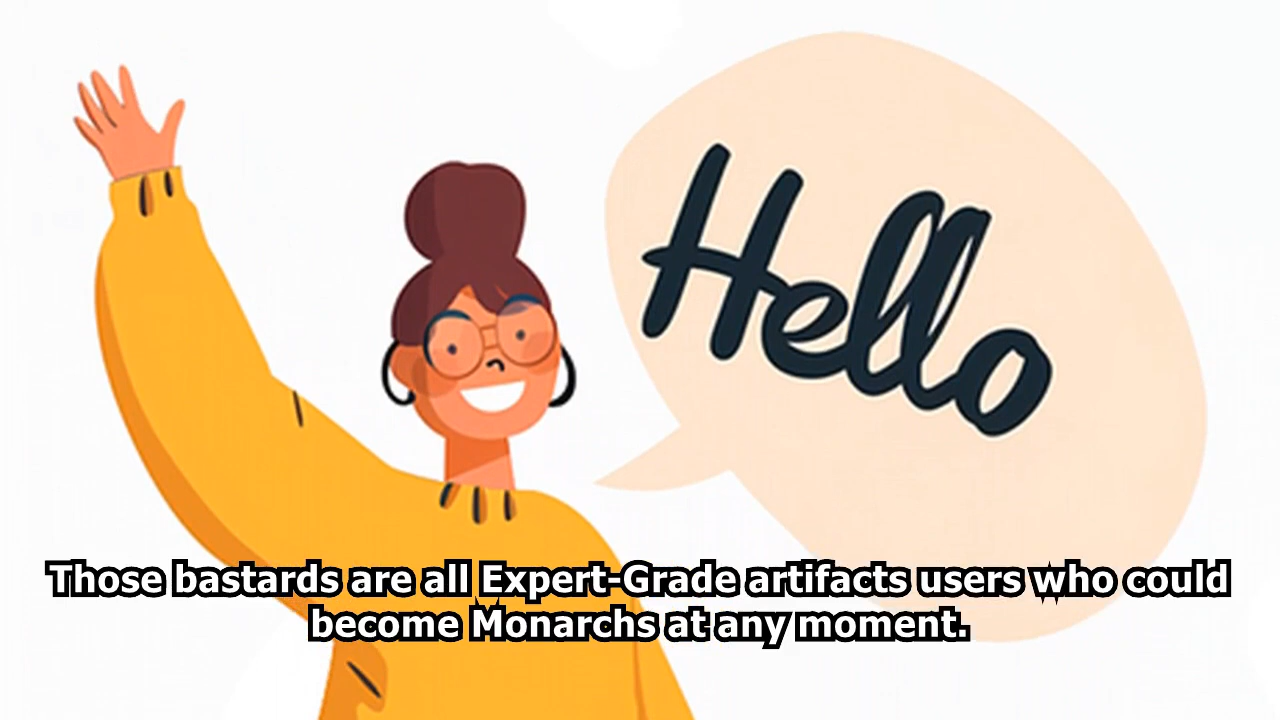 Hello
Those bastards are all Expert-Grade artifacts users who could
become Monarchs at any moment.